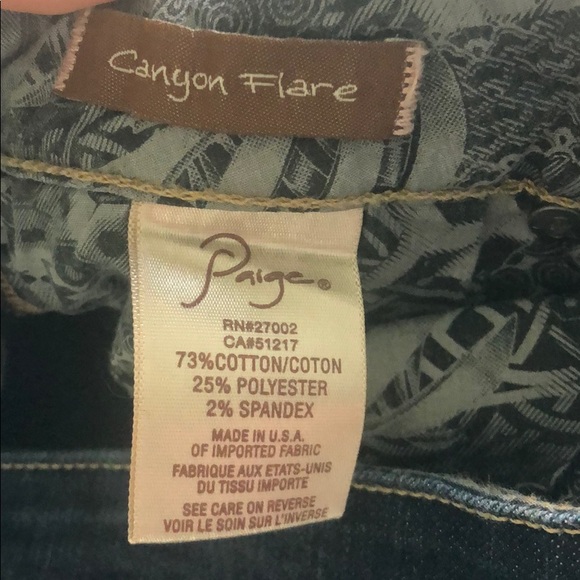 Canyon Flare
Paige®
RN#27002
CA#51217
73%COTTON/COTON
25% POLYESTER
2% SPANDEX
MADE IN U.S.A.
OF IMPORTED FABRIC
FABRIQUE AUX ETATS-UNIS
DU TISSU IMPORTE
SEE CARE ON REVERSE
VOIR LE SOIN SUR L'INVERSE